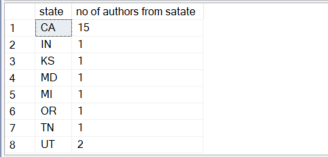 state no of authors from satate
1 CA 15
2 IN 1
3 KS 1
4 MD 1
5 MI 1
6 OR 1
7 TN 1
8 UT 2